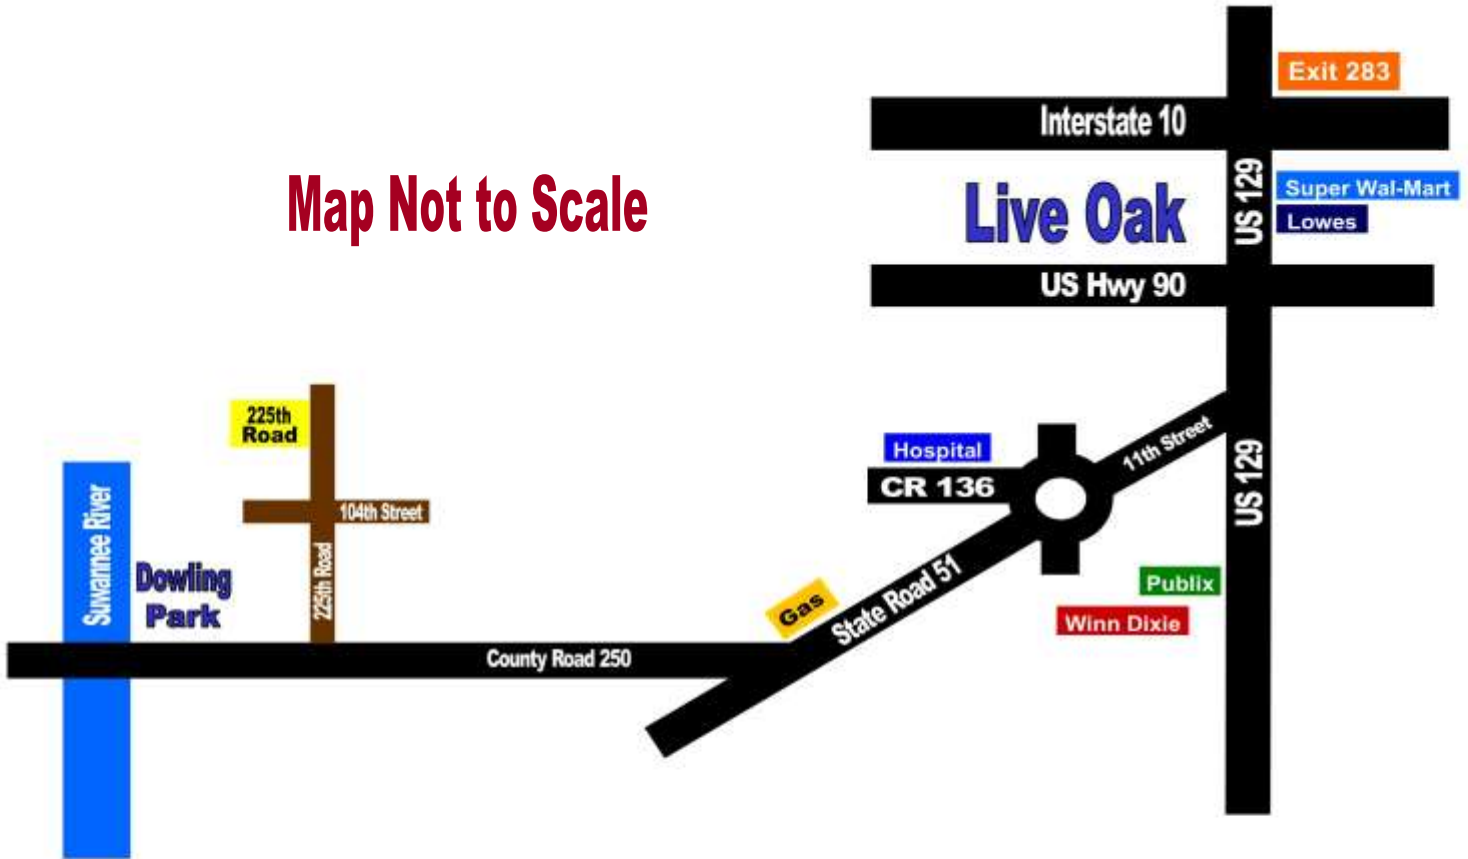 Exit 283
Interstate 10
Map Not to Scale
Live Oak
US 129
Super Wal-Mart
Lowes
US Hwy 90
225th
Road
11th Street
Hospital
CR 136
US 129
104th Street
Suwannee River
225th Road
Dowling
Park
State Road 51
Gas
Publix
Winn Dixie
County Road 250